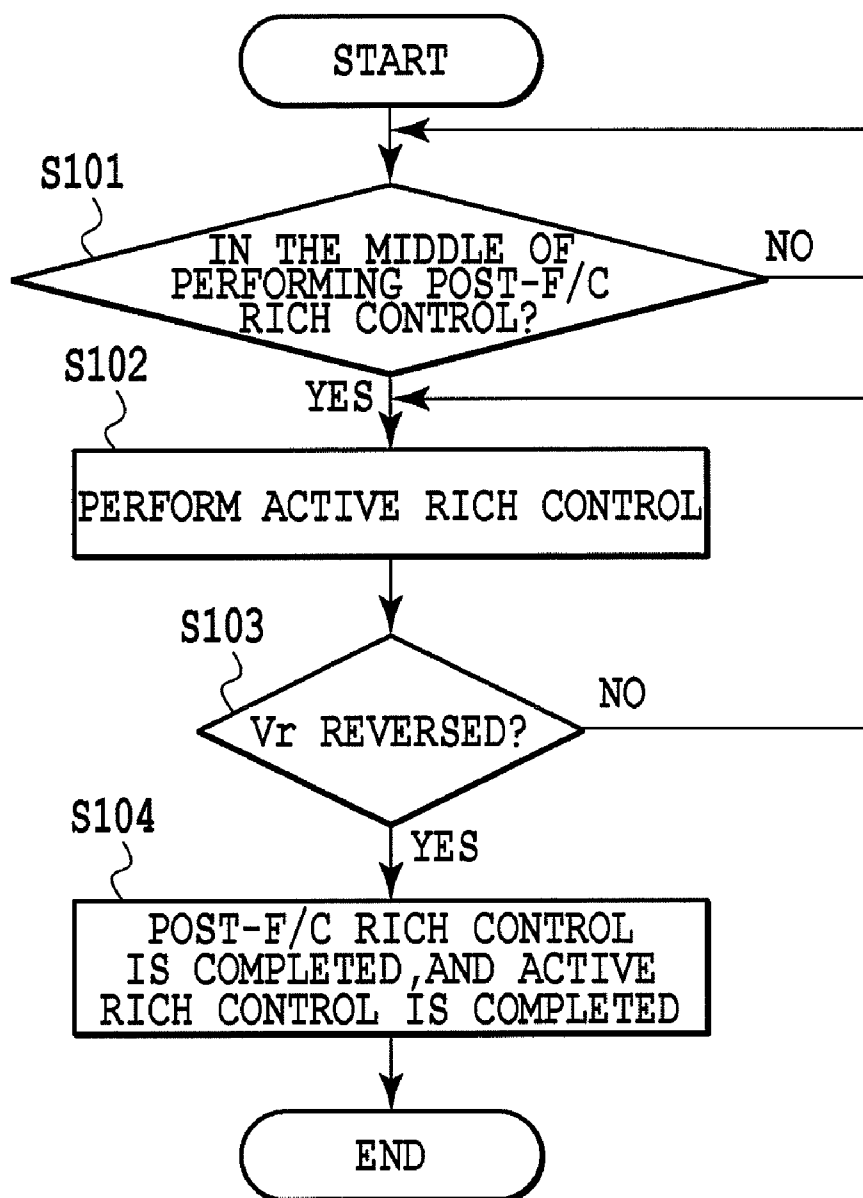 START
S101
IN THE MIDDLE OF
PERFORMING POST-F/C
RICH CONTROL?
NO
S102
YES
PERFORM ACTIVE RICH CONTROL
S103
Vr REVERSED?
NO
S104
YES
POST-F/C RICH CONTROL
IS COMPLETED,AND ACTIVE
RICH CONTROL IS COMPLETED
END